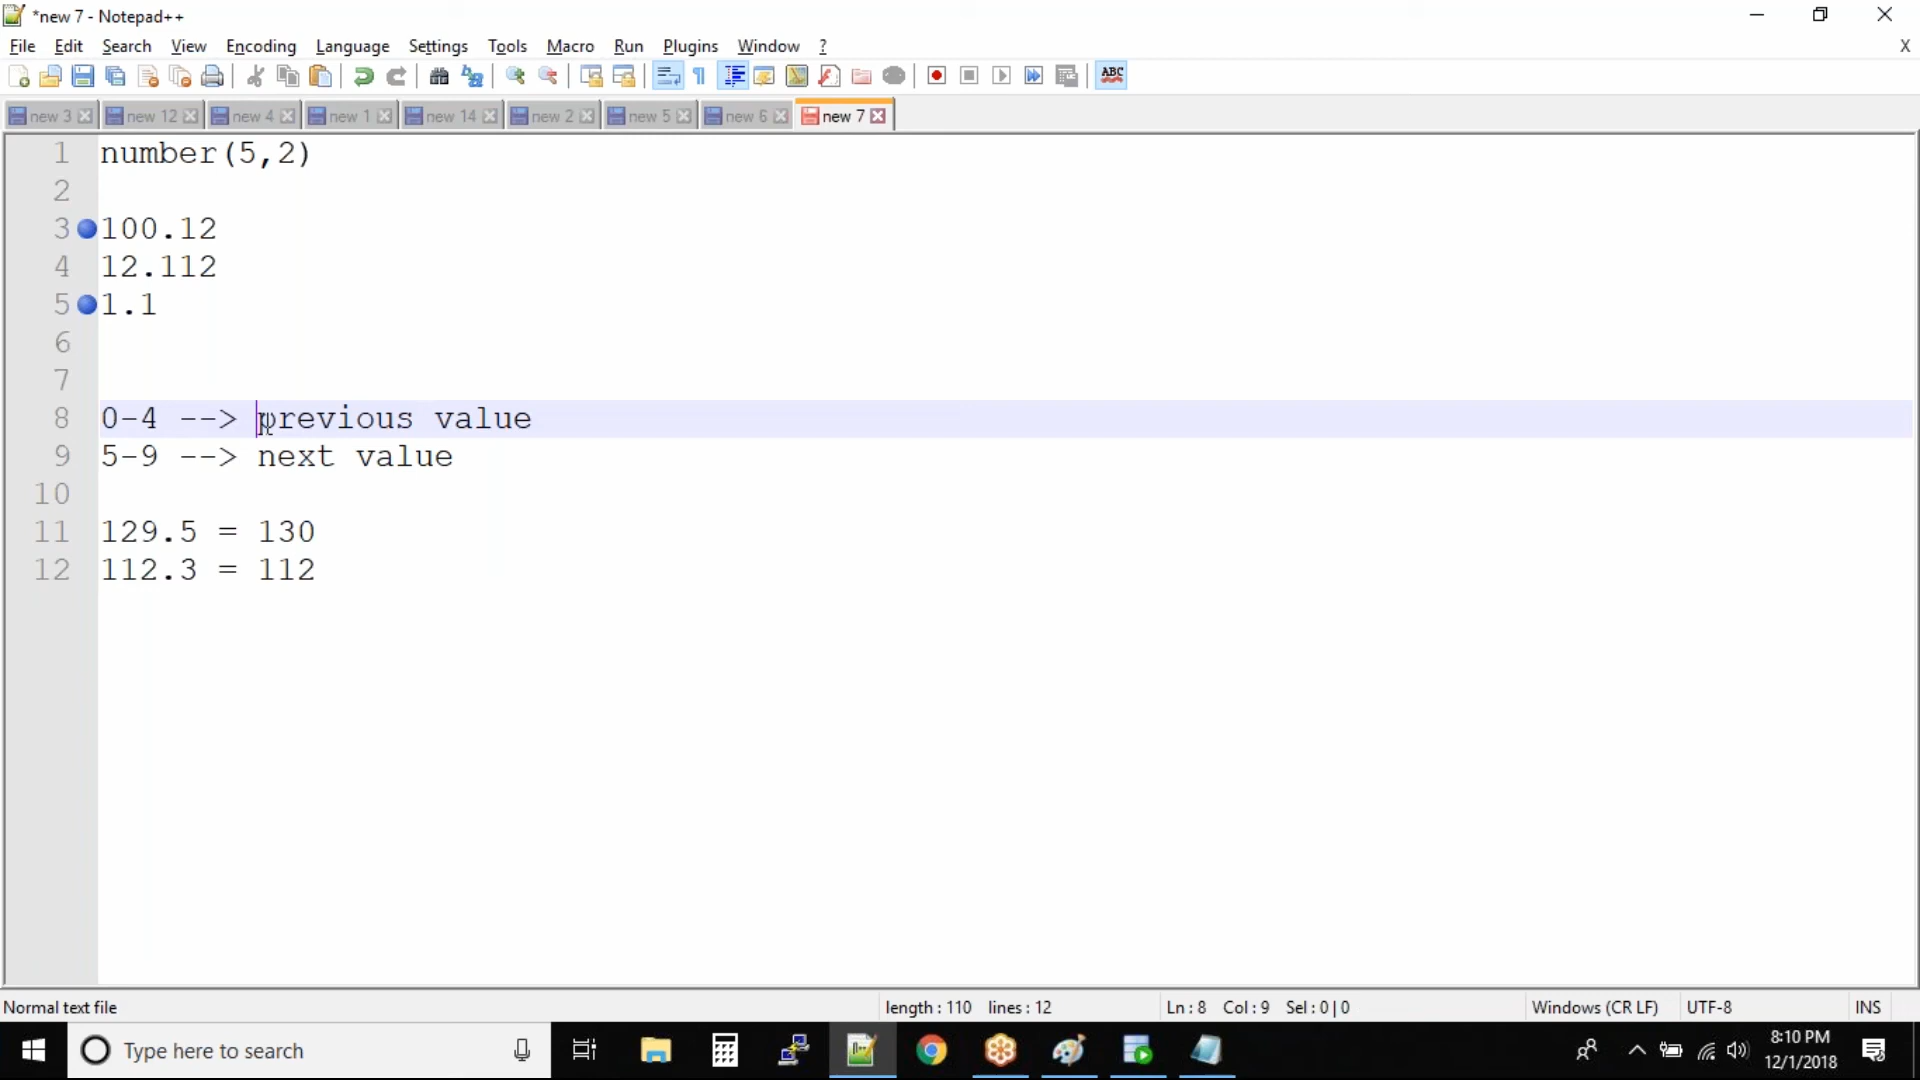 *new 7 - Notepad++
File Edit Search View Encoding Language Settings Tools Macro Run Plugins Window ? X
ABC
new 3 new 12 new 4 new 1 new 14 new 2 new 5 new 6 new 7
1 number(5,2)
2
3 100.12
4 12.112
5 1.1
6
7
8 0-4 --> previous value
9 5-9 --> next value
10
11 129.5 = 130
12 112.3 = 112
Normal text file length : 110 lines : 12 Ln : 8 Col : 9 Sel : 0 | 0 Windows (CR LF) UTF-8 INS
Type here to search
8:10 PM
12/1/2018